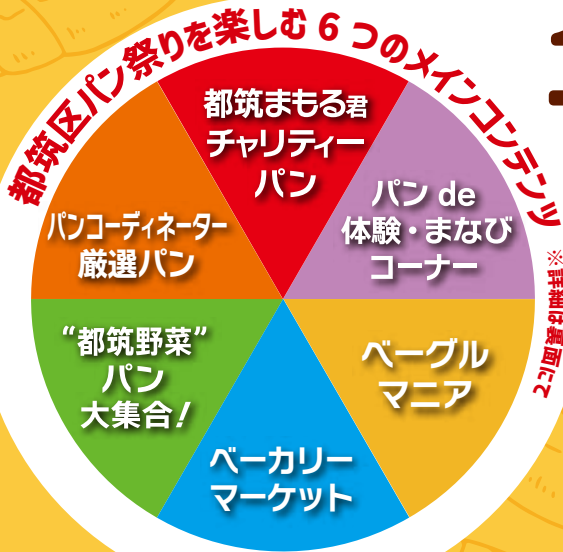 都筑区パン祭りを楽しむ6つのメインコンテンツ
※詳細は裏面にて
都筑まもる君
チャリティー
パン
パン de
体験・まなび
コーナー
ベーグル
マニア
ベーカリー
マーケット
“都筑野菜”
パン
大集合!
パンコーディネーター
厳選パン